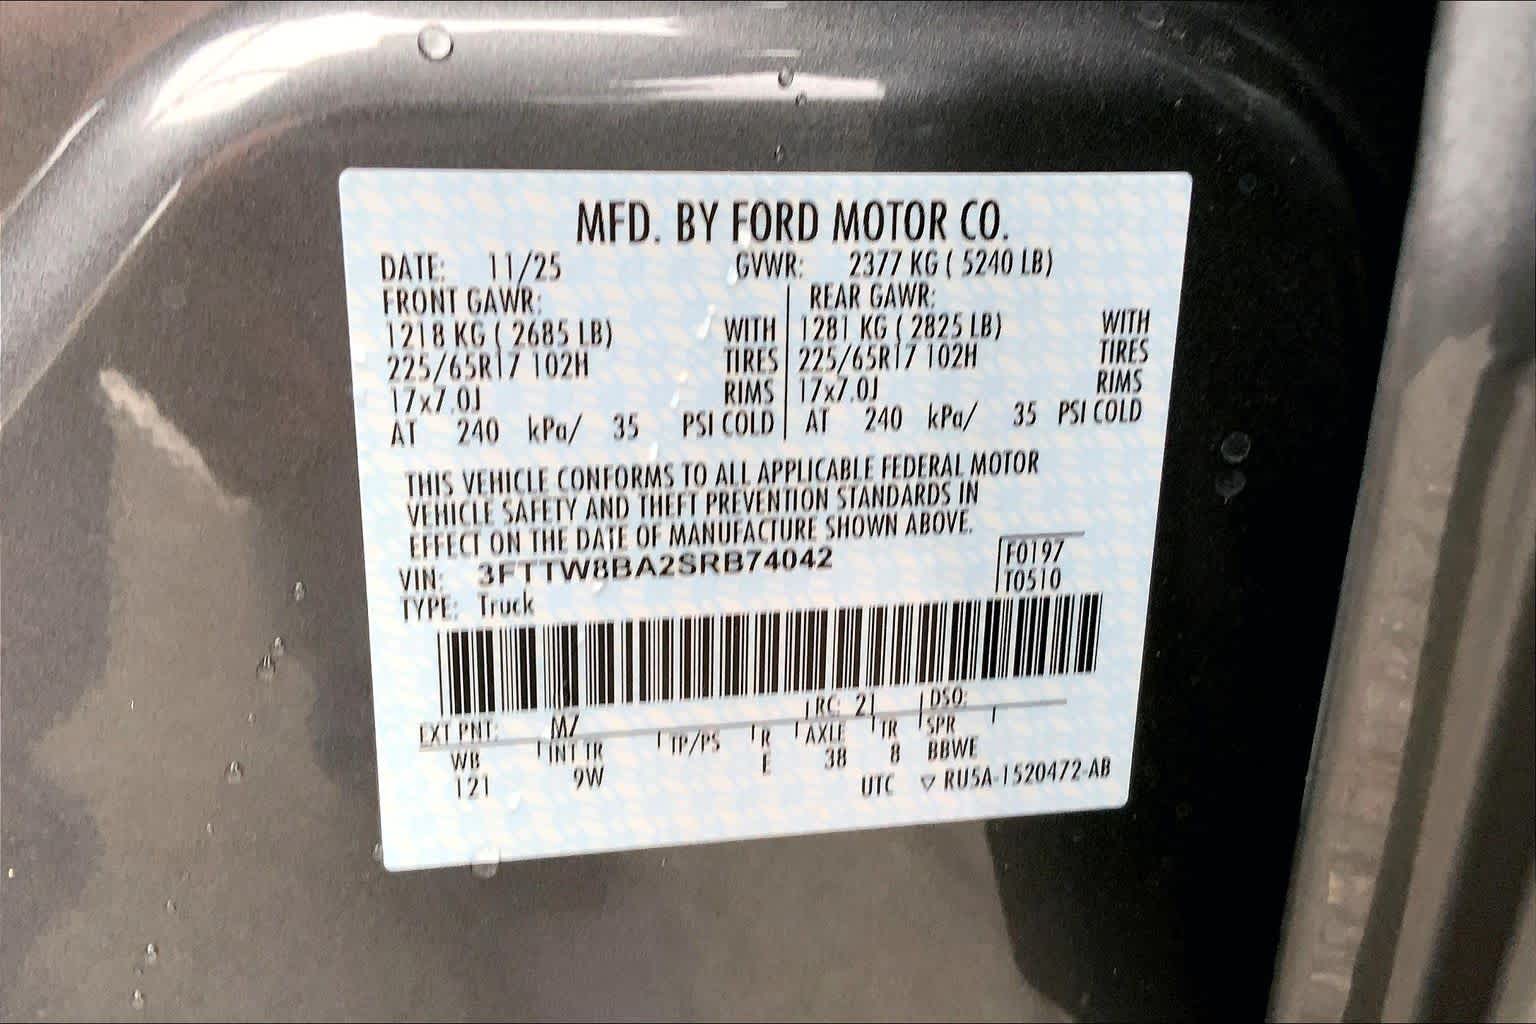 MFD. BY FORD MOTOR CO.
DATE: 11/25 GVWR: 2377 KG ( 5240 LB)
FRONT GAWR: REAR GAWR:
1218 KG ( 2685 LB) WITH 1281 KG ( 2825 LB) WITH
225/65R17 102H TIRES 225/65R17 102H TIRES
17x7.0J RIMS 17x7.0J RIMS
AT 240 kPa/ 35 PSI COLD AT 240 kPa/ 35 PSI COLD
THIS VEHICLE CONFORMS TO ALL APPLICABLE FEDERAL MOTOR
VEHICLE SAFETY AND THEFT PREVENTION STANDARDS IN
EFFECT ON THE DATE OF MANUFACTURE SHOWN ABOVE.
VIN: 3FTTW8BA2SRB74042 F0197
TYPE: Truck T0510
EXT PNT: M7 RC: 21 DSO:
WB INT TR TP/PS R AXLE TR SPR
121 9W E 38 8 BBWE
UTC ▽ RU5A-1520472-AB